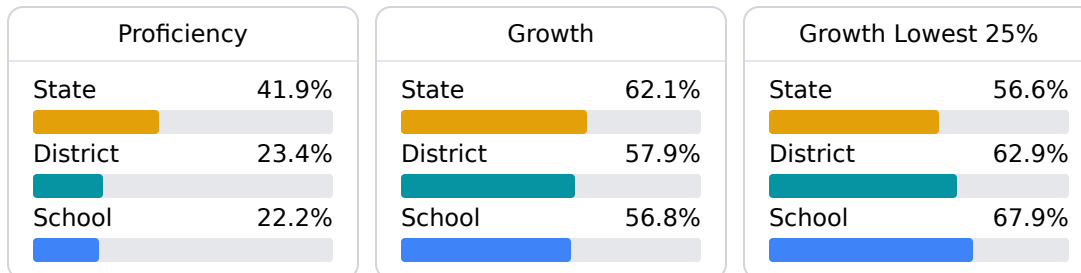 Proficiency
State 41.9%
District 23.4%
School 22.2%
Growth
State 62.1%
District 57.9%
School 56.8%
Growth Lowest 25%
State 56.6%
District 62.9%
School 67.9%